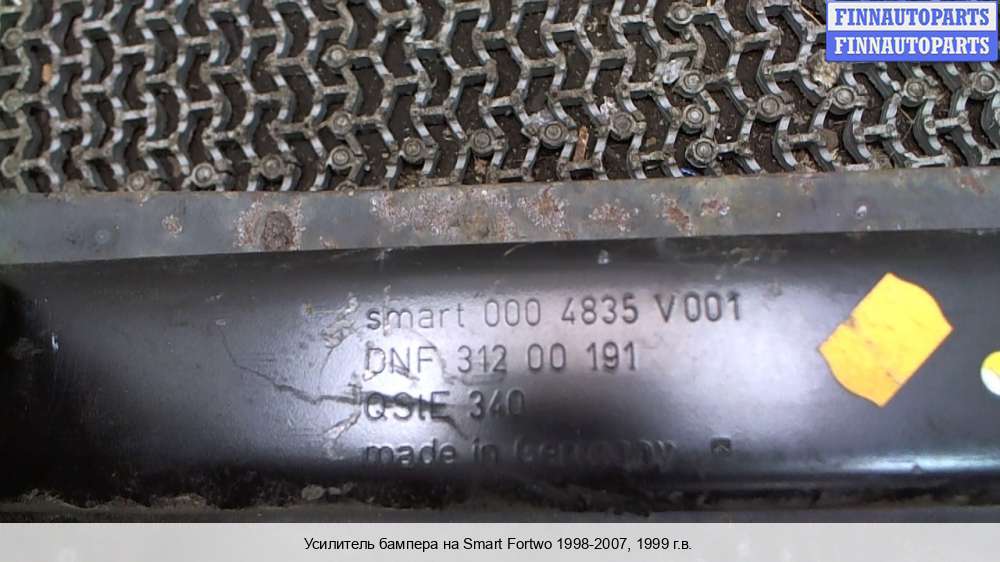 FINNAUTOPARTS
FINNAUTOPARTS
smart 000 4835 V001
DNF 312 00 191
QStE 340
made in Germany
Усилитель бампера на Smart Fortwo 1998-2007, 1999 г.в.